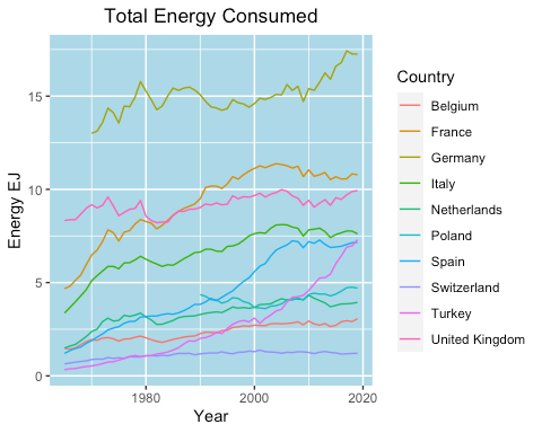 Total Energy Consumed
Energy EJ
15
10
5
0
1980
2000
2020
Year
Country
Belgium
France
Germany
Italy
Netherlands
Poland
Spain
Switzerland
Turkey
United Kingdom